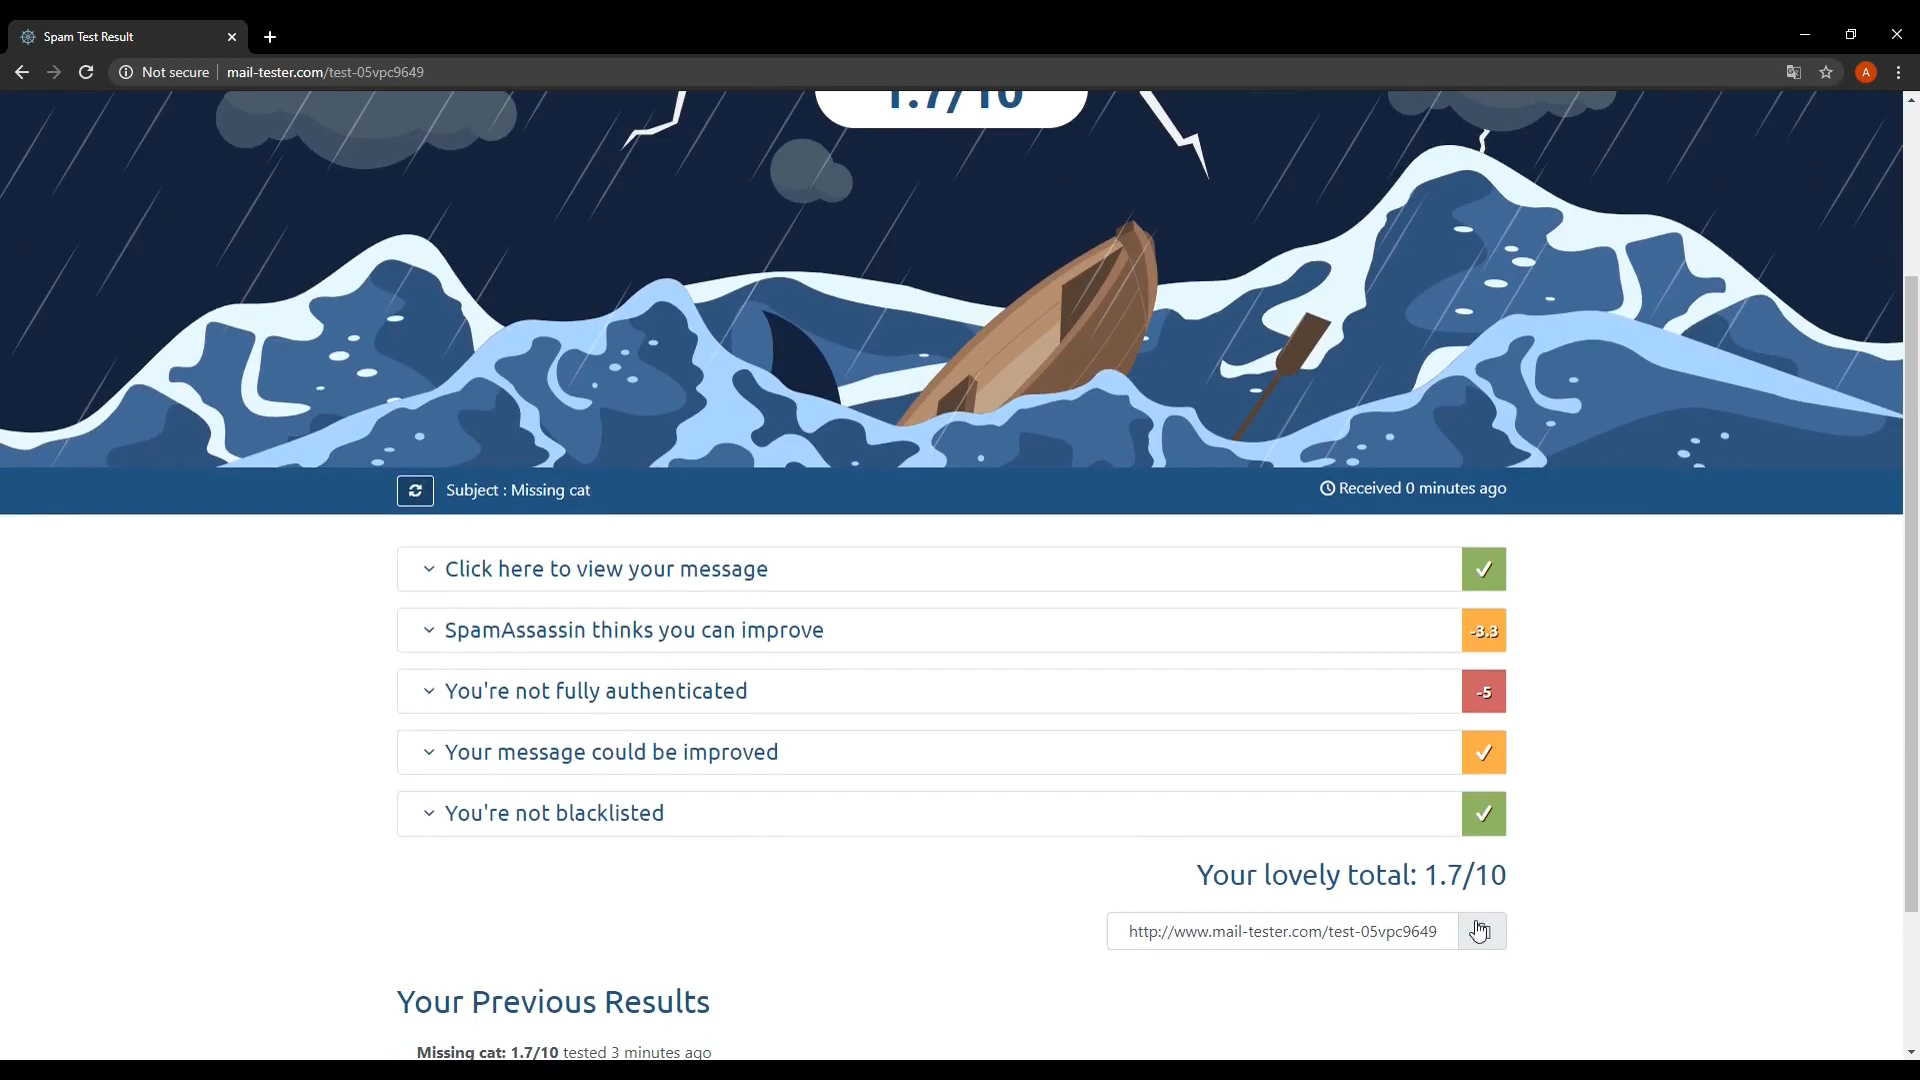 Spam Test Result
Not secure
mail-tester.com/test-05vpc9649
A
1.7/10
Subject : Missing cat
Received 0 minutes ago
Click here to view your message
SpamAssassin thinks you can improve
-3.3
You're not fully authenticated
-5
Your message could be improved
You're not blacklisted
Your lovely total: 1.7/10
http://www.mail-tester.com/test-05vpc9649
Your Previous Results
Missing cat: 1.7/10 tested 3 minutes ago